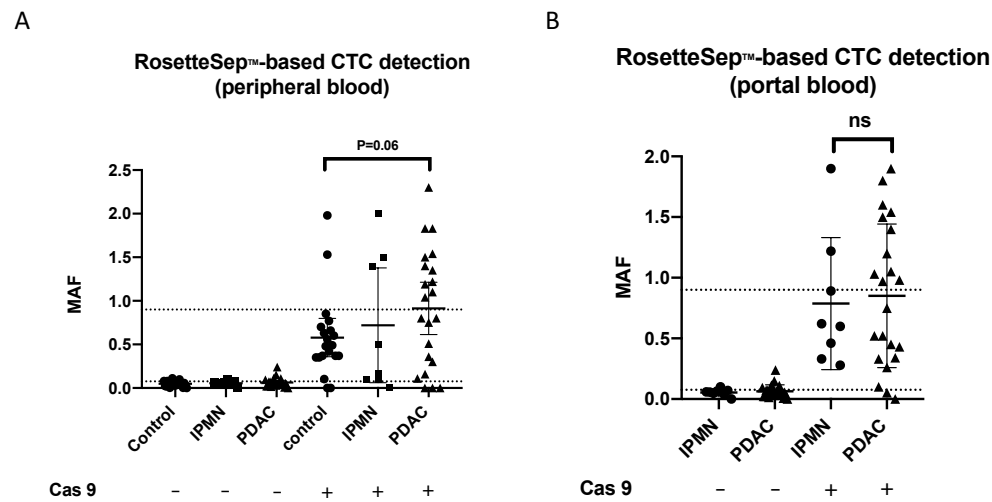 A
RosetteSep™-based CTC detection
(peripheral blood)
P=0.06
2.5
2.0
1.5
1.0
0.5
0.0
MAF
Control
IPMN
PDAC
control
IPMN
PDAC
Cas 9 - - - + + +
B
RosetteSep™-based CTC detection
(portal blood)
ns
2.0
1.5
1.0
0.5
0.0
MAF
IPMN
PDAC
IPMN
PDAC
Cas 9 - - + +